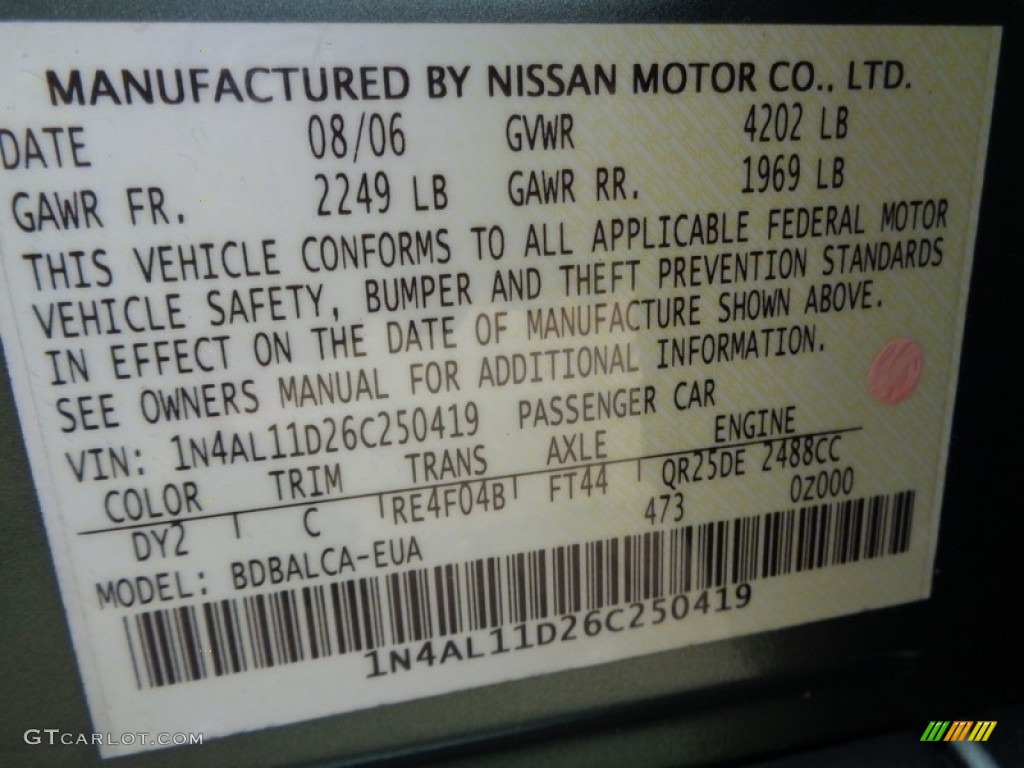 MANUFACTURED BY NISSAN MOTOR CO., LTD.
DATE 08/06 GVWR 4202 LB
GAWR FR. 2249 LB GAWR RR. 1969 LB
THIS VEHICLE CONFORMS TO ALL APPLICABLE FEDERAL MOTOR
VEHICLE SAFETY, BUMPER AND THEFT PREVENTION STANDARDS
IN EFFECT ON THE DATE OF MANUFACTURE SHOWN ABOVE.
SEE OWNERS MANUAL FOR ADDITIONAL INFORMATION.
VIN: 1N4AL11D26C250419 PASSENGER CAR
COLOR TRIM TRANS AXLE ENGINE
DY2 C RE4F04B FT44 QR25DE 2488CC
473 0Z000
MODEL: BDBALCA-EUA
1N4AL11D26C250419
GTCARLOT.COM